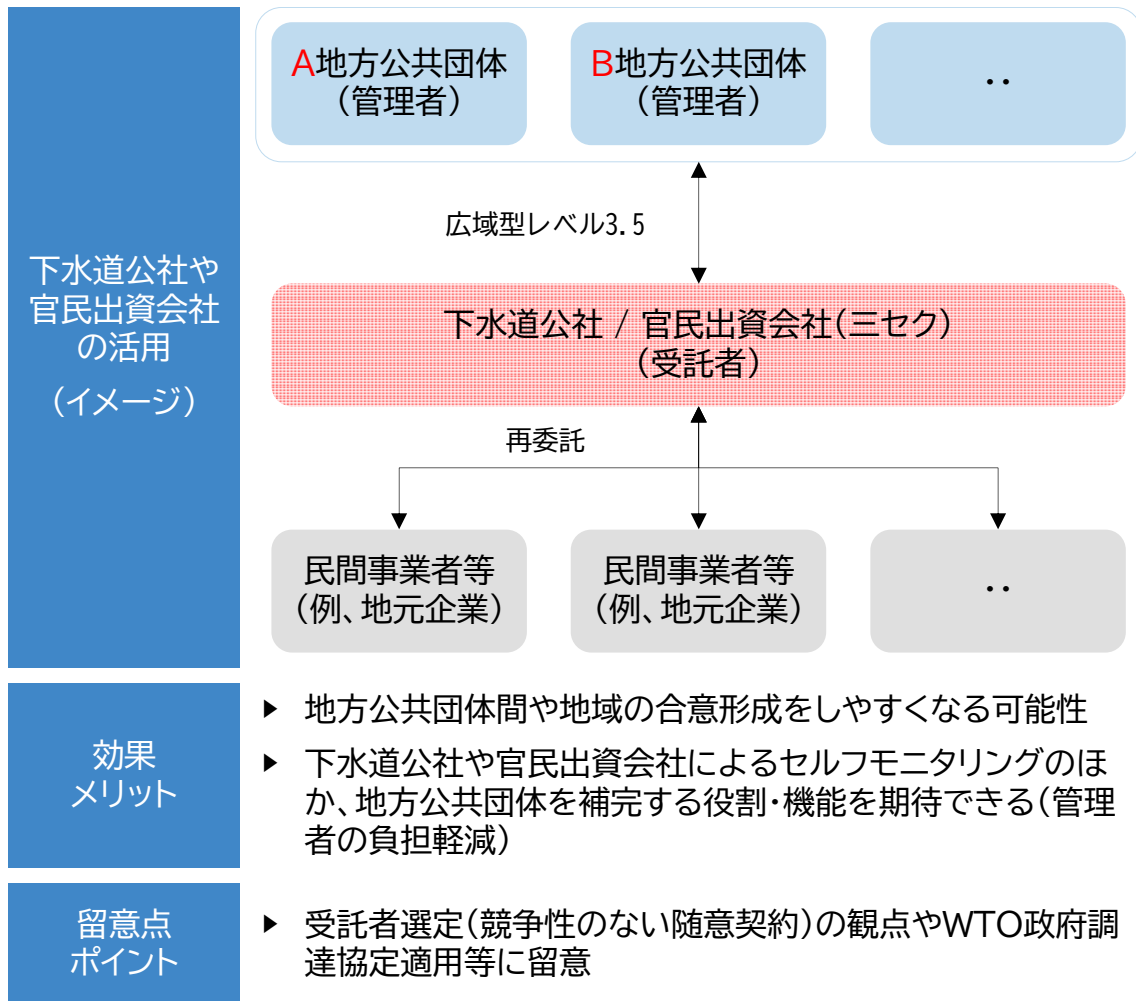 下水道公社や
官民出資会社
の活用
（イメージ）
A地方公共団体
（管理者）
B地方公共団体
（管理者）
‥
広域型レベル3.5
下水道公社 / 官民出資会社（三セク）
（受託者）
再委託
民間事業者等
（例、地元企業）
民間事業者等
（例、地元企業）
‥
効果
メリット
▶ 地方公共団体間や地域の合意形成をしやすくなる可能性
▶ 下水道公社や官民出資会社によるセルフモニタリングのほ
か、地方公共団体を補完する役割・機能を期待できる（管理
者の負担軽減）
留意点
ポイント
▶ 受託者選定（競争性のない随意契約）の観点やWTO政府調
達協定適用等に留意